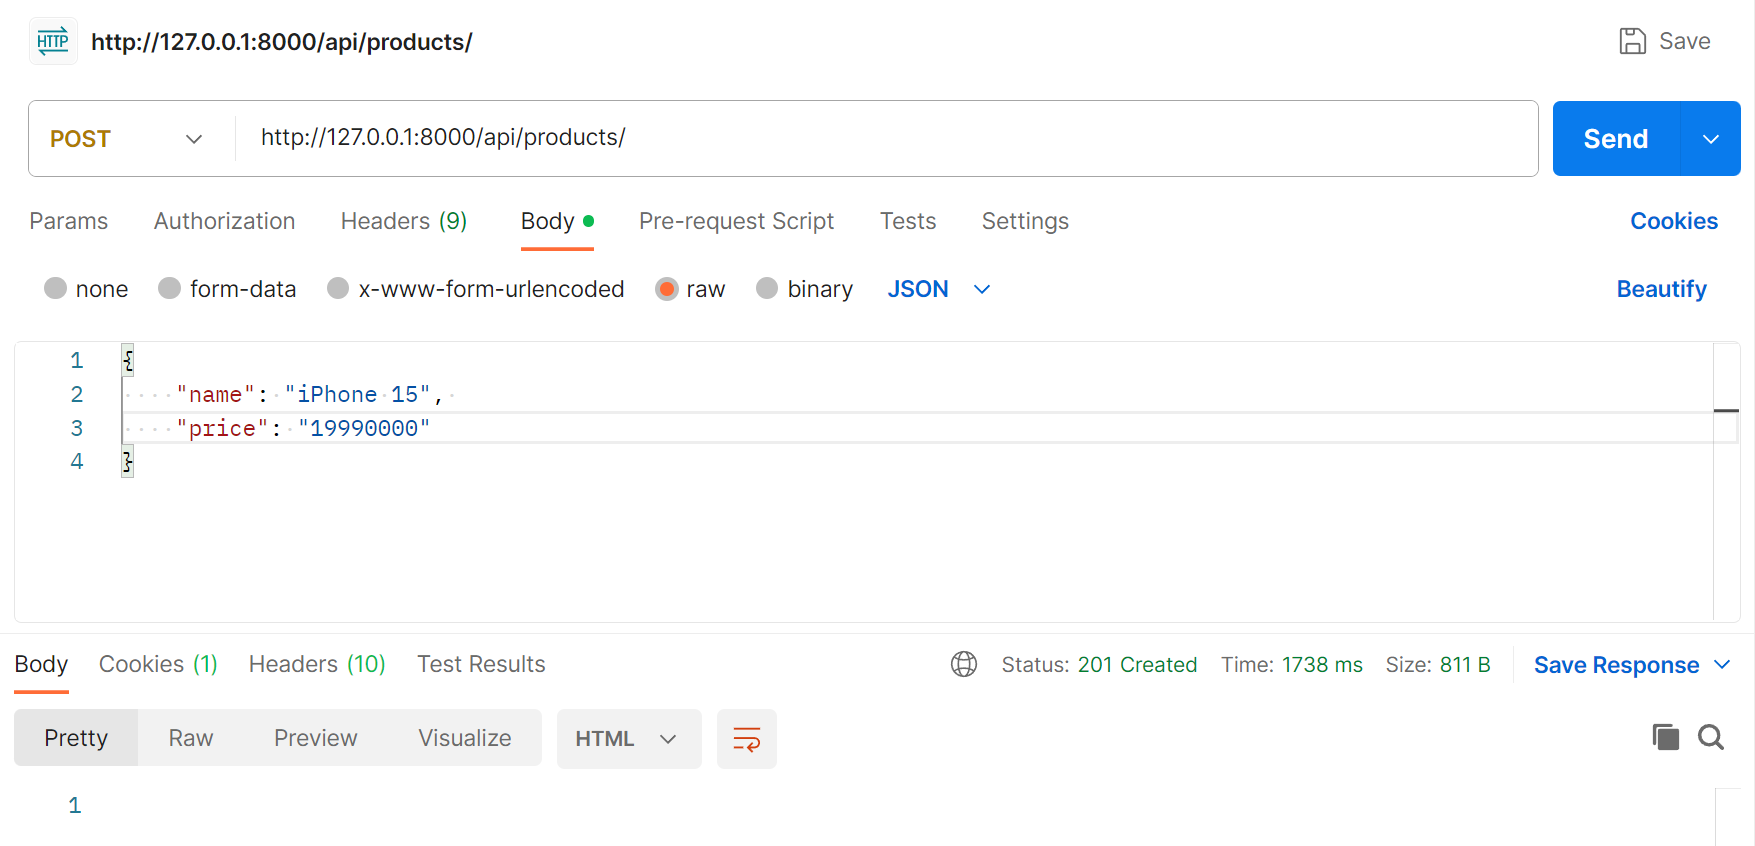 HTTP http://127.0.0.1:8000/api/products/ Save
POST http://127.0.0.1:8000/api/products/ Send
Params Authorization Headers (9) Body Pre-request Script Tests Settings Cookies
none form-data x-www-form-urlencoded raw binary JSON Beautify
1 {
2 "name": "iPhone 15",
3 "price": "19990000"
4 }
Body Cookies (1) Headers (10) Test Results Status: 201 Created Time: 1738 ms Size: 811 B Save Response
Pretty Raw Preview Visualize HTML
1